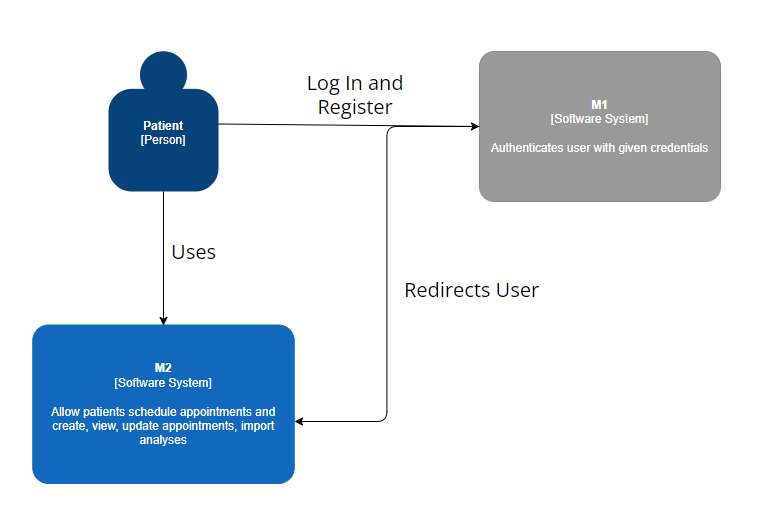 Log In and
Register
Patient
[Person]
M1
[Software System]
Authenticates user with given credentials
Uses
Redirects User
M2
[Software System]
Allow patients schedule appointments and
create, view, update appointments, import
analyses